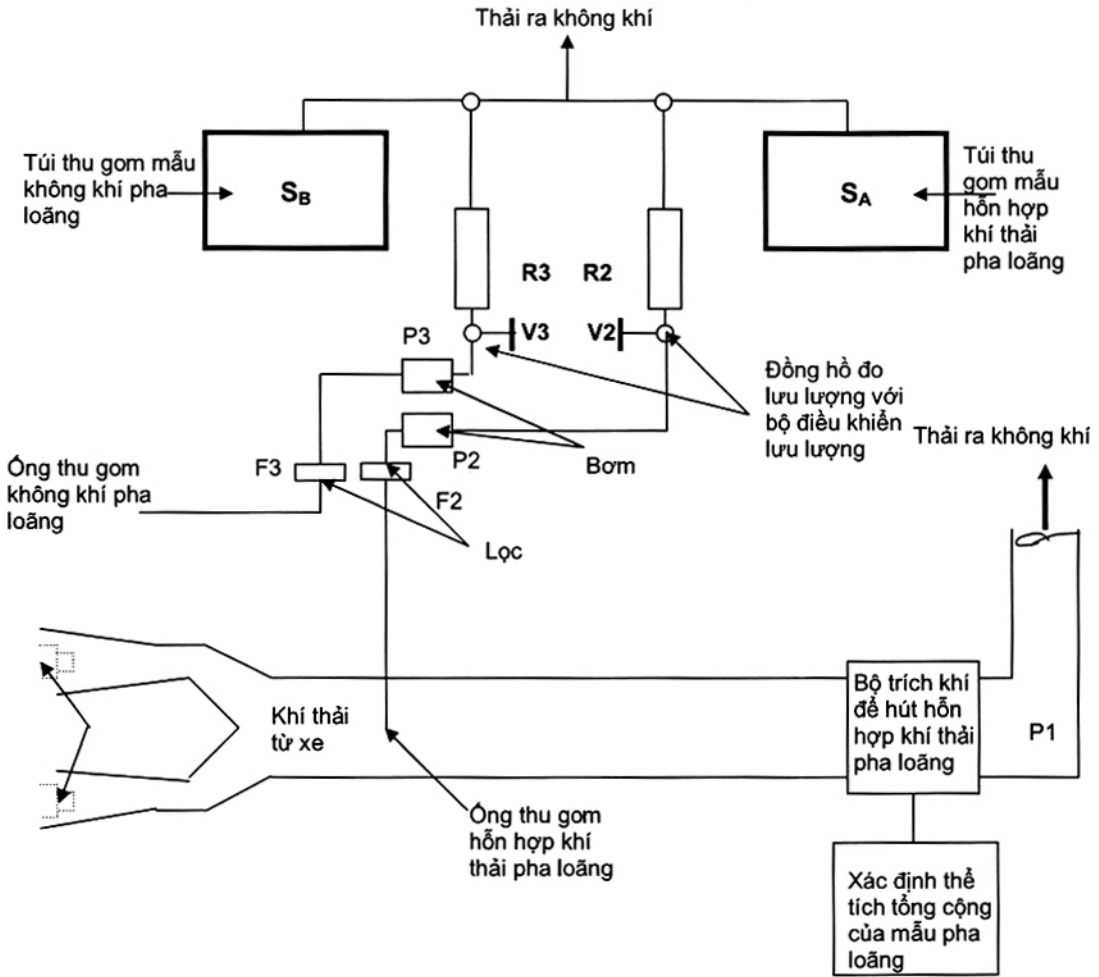 Thải ra không khí
Túi thu gom mẫu
không khí pha
loãng
S_B
S_A
Túi thu
gom mẫu
hỗn hợp
khí thải
pha loãng
R3
R2
P3
V3
V2
Đồng hồ đo
lưu lượng với
bộ điều khiển
lưu lượng
Thải ra không khí
P2
Bơm
Ống thu gom
không khí pha
loãng
F3
F2
Lọc
Khí thải
từ xe
Bộ trích khí
để hút hỗn
hợp khí thải
pha loãng
P1
Ống thu gom
hỗn hợp khí
thải pha loãng
Xác định thể
tích tổng cộng
của mẫu pha
loãng